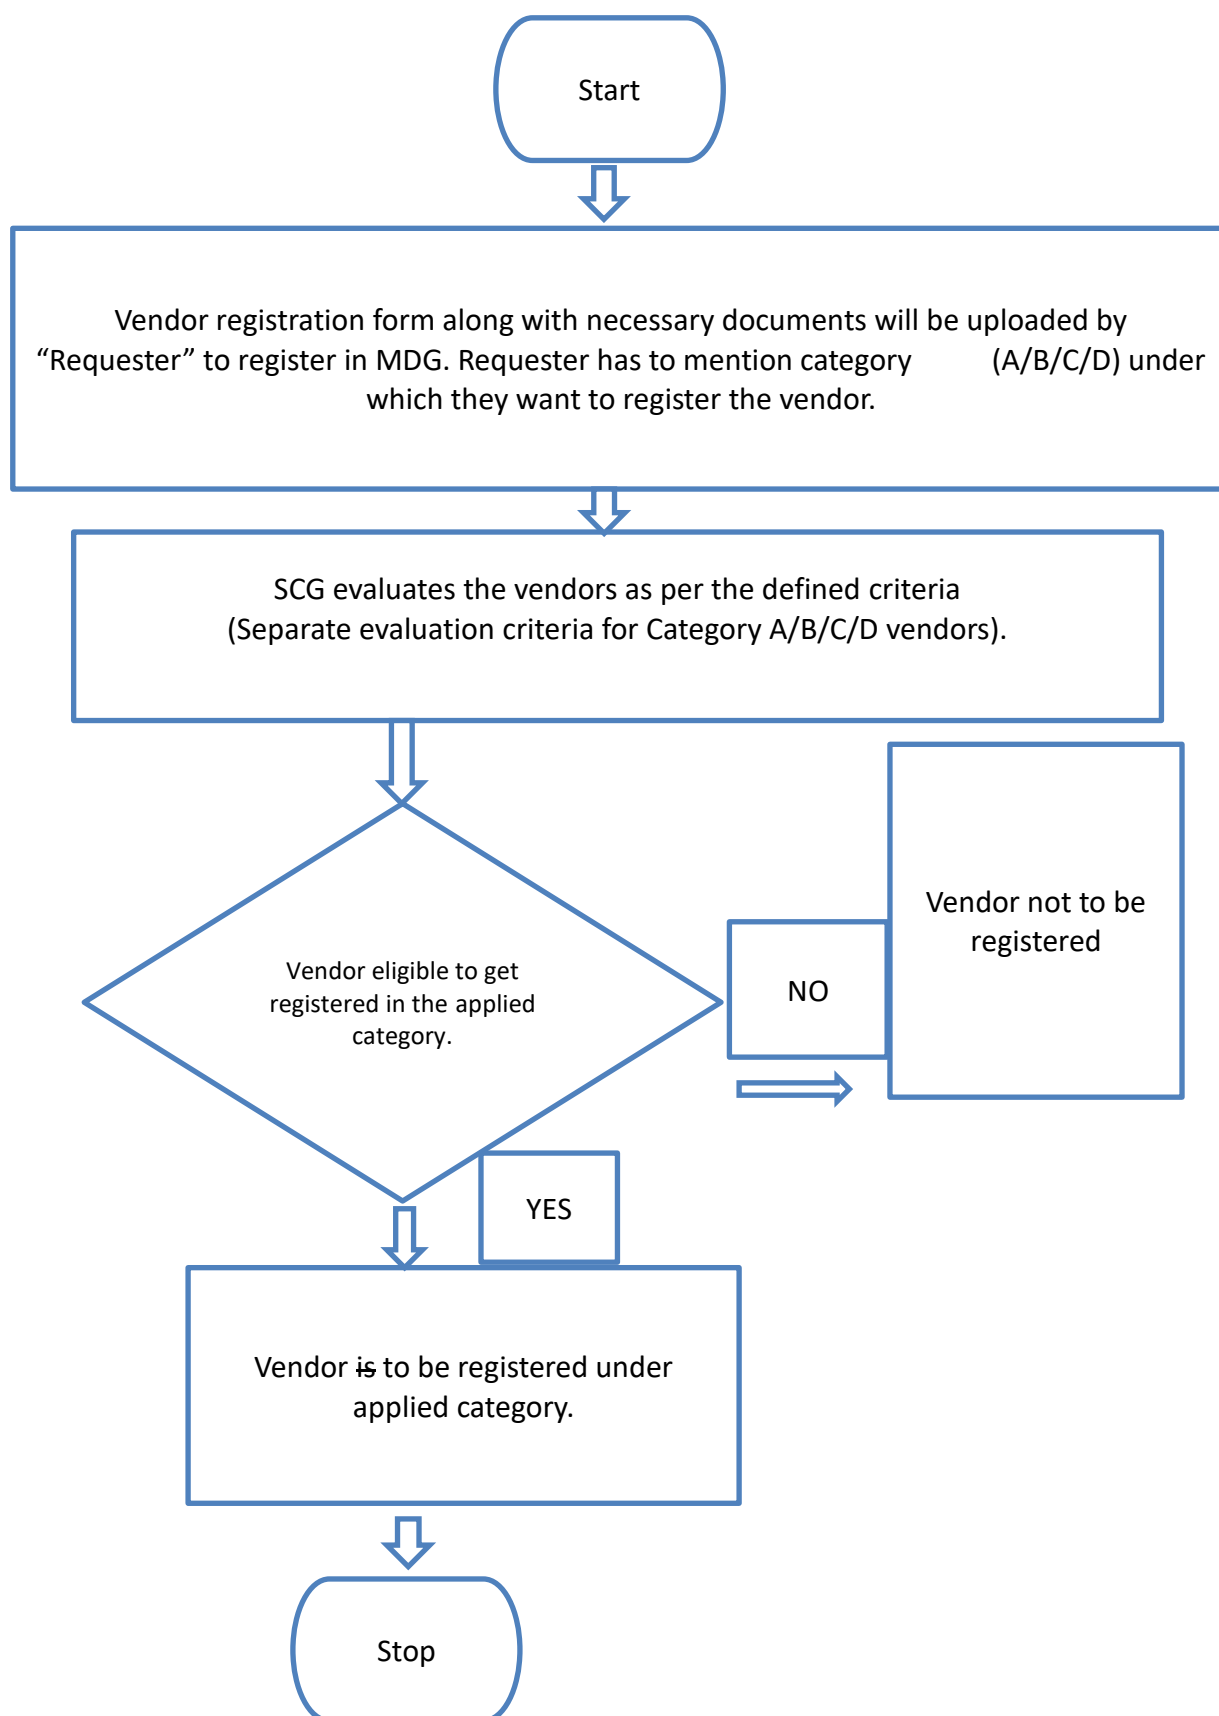 Start
Vendor registration form along with necessary documents will be uploaded by
“Requester” to register in MDG. Requester has to mention category (A/B/C/D) under
which they want to register the vendor.
SCG evaluates the vendors as per the defined criteria
(Separate evaluation criteria for Category A/B/C/D vendors).
Vendor not to be
registered
Vendor eligible to get
registered in the applied
category.
NO
YES
Vendor is to be registered under
applied category.
Stop